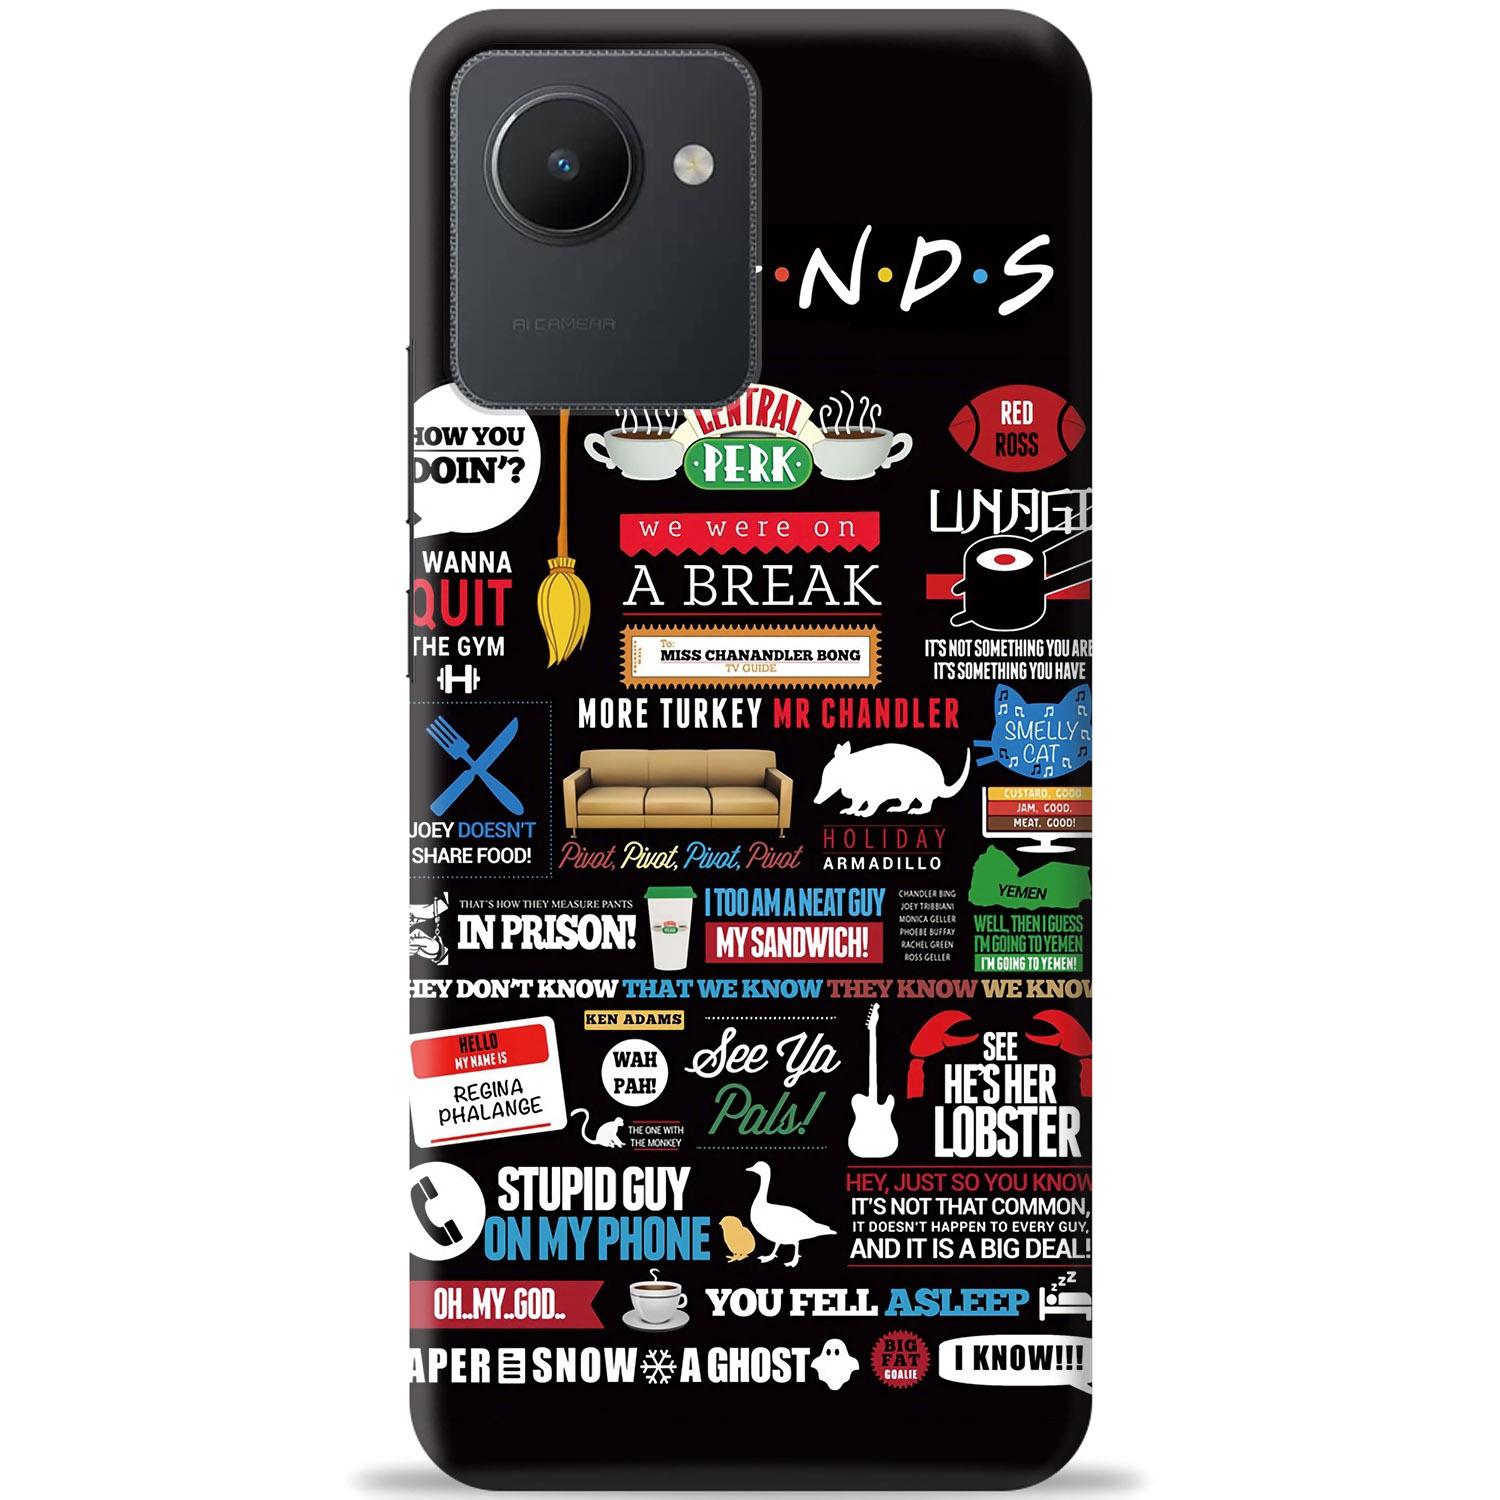 AI CAMERA
N•D•S
HOW YOU
DOIN'?
CENTRAL
PERK
RED
ROSS
UNAGI
WANNA
QUIT
THE GYM
we were on
A BREAK
To:
MISS CHANANDLER BONG
TV GUIDE
IT'S NOT SOMETHING YOU ARE
IT'S SOMETHING YOU HAVE
MORE TURKEY MR CHANDLER
SMELLY
CAT
CUSTARD, GOOD.
JAM, GOOD.
MEAT, GOOD!
JOEY DOESN'T
SHARE FOOD!
Pivot, Pivot, Pivot, Pivot
HOLIDAY
ARMADILLO
THAT'S HOW THEY MEASURE PANTS
IN PRISON!
I TOO AM A NEAT GUY
MY SANDWICH!
CHANDLER BING
JOEY TRIBBIANI
MONICA GELLER
PHOEBE BUFFAY
RACHEL GREEN
ROSS GELLER
YEMEN
WELL, THEN I GUESS
I'M GOING TO YEMEN
I'M GOING TO YEMEN!
HEY DON'T KNOW THAT WE KNOW THEY KNOW WE KNOW
HELLO
MY NAME IS
REGINA
PHALANGE
KEN ADAMS
WAH
PAH!
THE ONE WITH
THE MONKEY
See Ya
Pals!
SEE
HE'S HER
LOBSTER
STUPID GUY
ON MY PHONE
HEY, JUST SO YOU KNOW
IT'S NOT THAT COMMON,
IT DOESN'T HAPPEN TO EVERY GUY,
AND IT IS A BIG DEAL!
OH..MY..GOD..
YOU FELL ASLEEP
zzz
APER SNOW A GHOST
BIG
FAT
GOALIE
I KNOW!!!